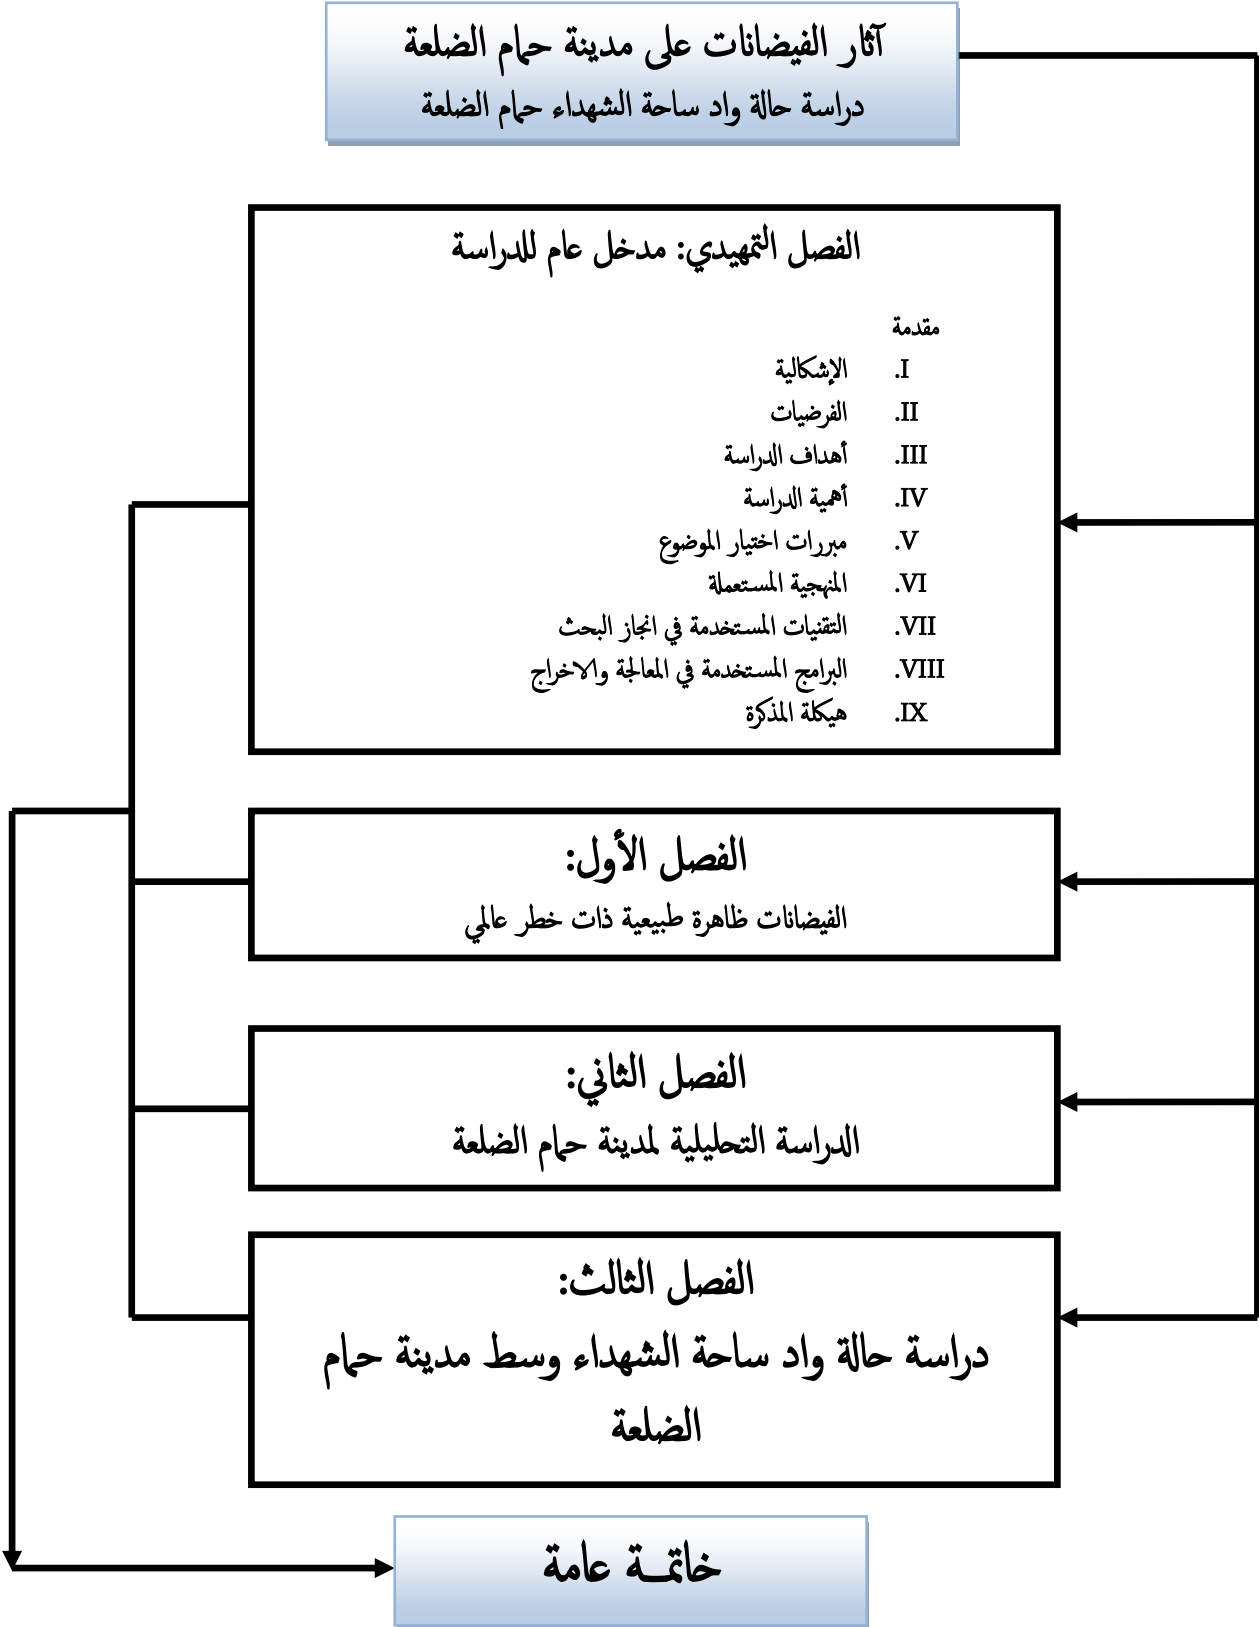 آثار الفيضانات على مدينة حمام الضلعة
دراسة حالة واد ساحة الشهداء حمام الضلعة
الفصل التمهيدي: مدخل عام للدراسة
مقدمة
I. الإشكالية
II. الفرضيات
III. أهداف الدراسة
IV. أهمية الدراسة
V. مبررات اختيار الموضوع
VI. المنهجية المستعملة
VII. التقنيات المستخدمة في انجاز البحث
VIII. البرامج المستخدمة في المعالجة والاخراج
IX. هيكلة المذكرة
الفصل الأول:
الفيضانات ظاهرة طبيعية ذات خطر عالمي
الفصل الثاني:
الدراسة التحليلية لمدينة حمام الضلعة
الفصل الثالث:
دراسة حالة واد ساحة الشهداء وسط مدينة حمام
الضلعة
خاتمـــة عامة